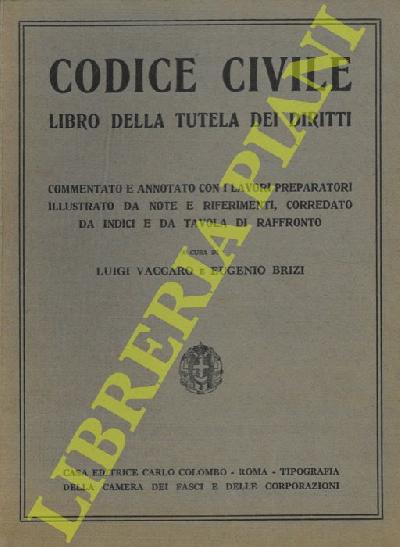 CODICE CIVILE
LIBRO DELLA TUTELA DEI DIRITTI
COMMENTATO E ANNOTATO CON I LAVORI PREPARATORI
ILLUSTRATO DA NOTE E RIFERIMENTI, CORREDATO
DA INDICI E DA TAVOLA DI RAFFRONTO
A CURA DI
LUIGI VACCARO E EUGENIO BRIZI
CASA EDITRICE CARLO COLOMBO - ROMA - TIPOGRAFIA
DELLA CAMERA DEI FASCI E DELLE CORPORAZIONI
LIBRERIA PIANI